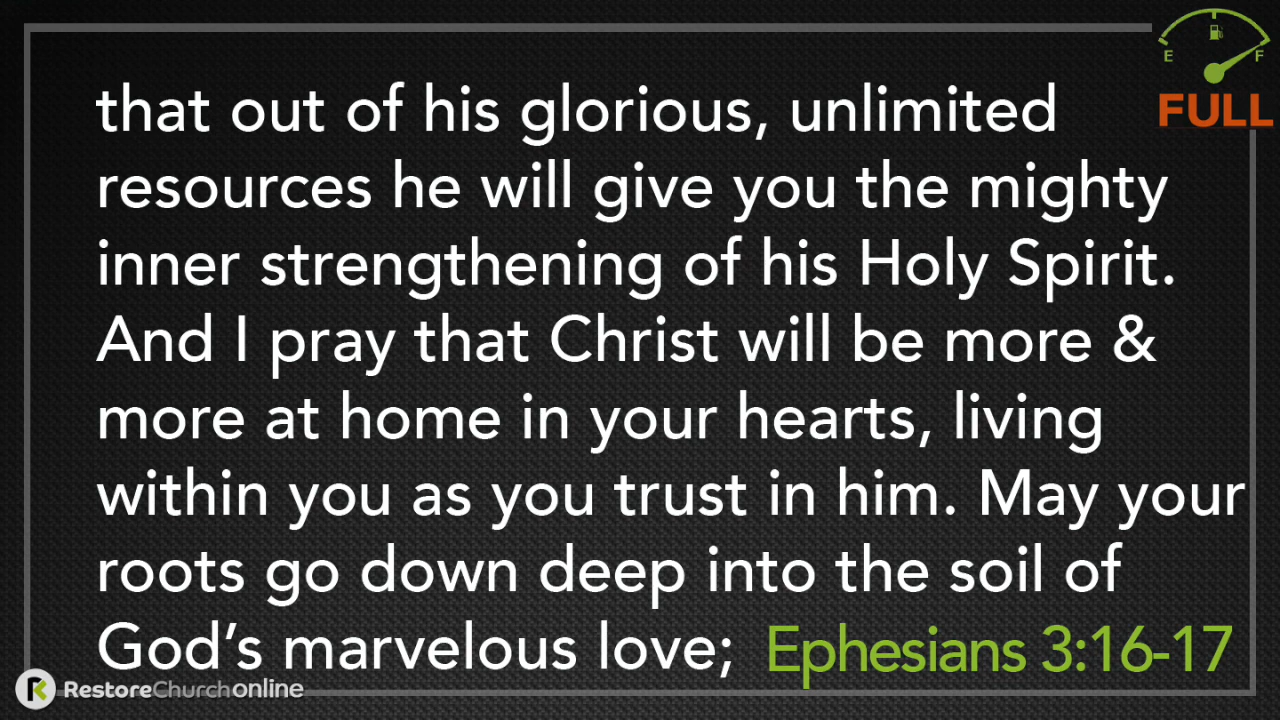 E F
FULL
that out of his glorious, unlimited
resources he will give you the mighty
inner strengthening of his Holy Spirit.
And I pray that Christ will be more &
more at home in your hearts, living
within you as you trust in him. May your
roots go down deep into the soil of
God’s marvelous love; Ephesians 3:16-17
RestoreChurchonline